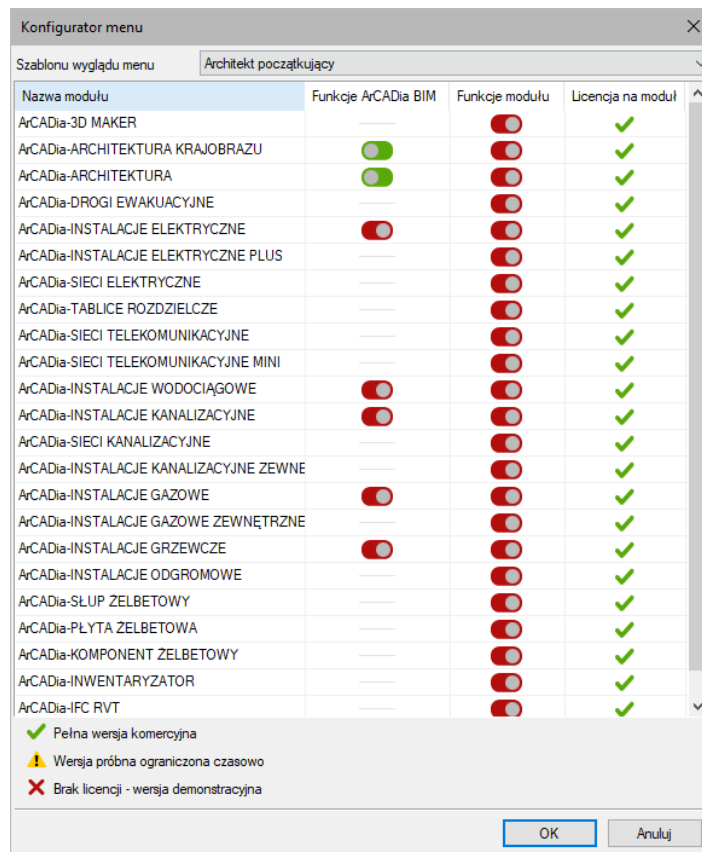 Konfigurator menu
Szablonu wyglądu menu Architekt początkujący
Nazwa modułu Funkcje ArCADia BIM Funkcje modułu Licencja na moduł
ArCADia-3D MAKER
ArCADia-ARCHITEKTURA KRAJOBRAZU
ArCADia-ARCHITEKTURA
ArCADia-DROGI EWAKUACYJNE
ArCADia-INSTALACJE ELEKTRYCZNE
ArCADia-INSTALACJE ELEKTRYCZNE PLUS
ArCADia-SIECI ELEKTRYCZNE
ArCADia-TABLICE ROZDZIELCZE
ArCADia-SIECI TELEKOMUNIKACYJNE
ArCADia-SIECI TELEKOMUNIKACYJNE MINI
ArCADia-INSTALACJE WODOCIĄGOWE
ArCADia-INSTALACJE KANALIZACYJNE
ArCADia-SIECI KANALIZACYJNE
ArCADia-INSTALACJE KANALIZACYJNE ZEWNE
ArCADia-INSTALACJE GAZOWE
ArCADia-INSTALACJE GAZOWE ZEWNĘTRZNE
ArCADia-INSTALACJE GRZEWCZE
ArCADia-INSTALACJE ODGROMOWE
ArCADia-SŁUP ŻELBETOWY
ArCADia-PŁYTA ŻELBETOWA
ArCADia-KOMPONENT ŻELBETOWY
ArCADia-INWENTARYZATOR
ArCADia-IFC RVT
Pełna wersja komercyjna
Wersja próbna ograniczona czasowo
Brak licencji - wersja demonstracyjna
OK Anuluj